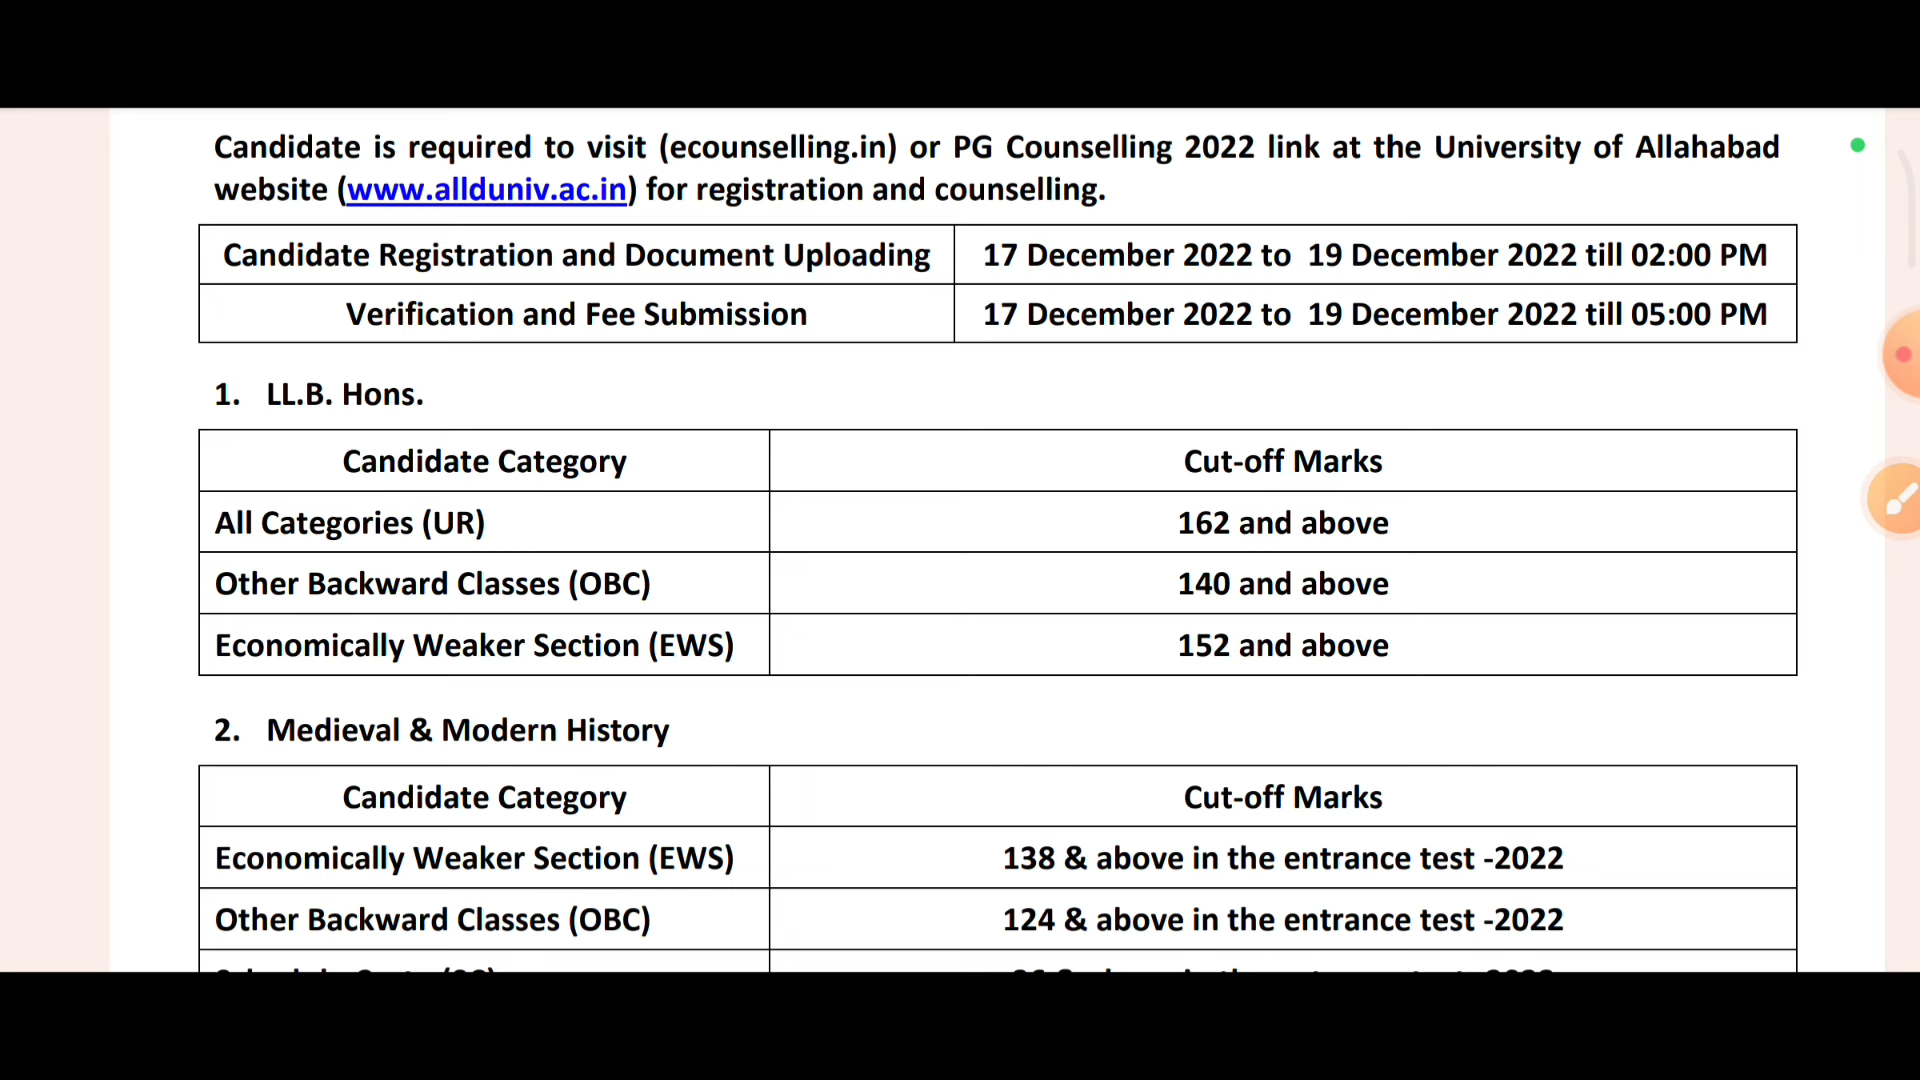 Candidate is required to visit (ecounselling.in) or PG Counselling 2022 link at the University of Allahabad
website (www.allduniv.ac.in) for registration and counselling.
Candidate Registration and Document Uploading 17 December 2022 to 19 December 2022 till 02:00 PM
Verification and Fee Submission 17 December 2022 to 19 December 2022 till 05:00 PM
1. LL.B. Hons.
Candidate Category Cut-off Marks
All Categories (UR) 162 and above
Other Backward Classes (OBC) 140 and above
Economically Weaker Section (EWS) 152 and above
2. Medieval & Modern History
Candidate Category Cut-off Marks
Economically Weaker Section (EWS) 138 & above in the entrance test -2022
Other Backward Classes (OBC) 124 & above in the entrance test -2022